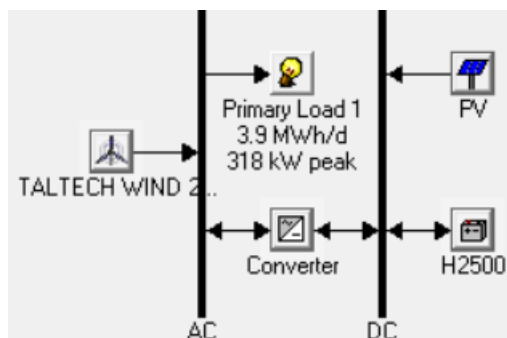 Primary Load 1
3.9 MWh/d
318 kW peak
PV
TALTECH WIND 2...
Converter
H2500
AC
DC